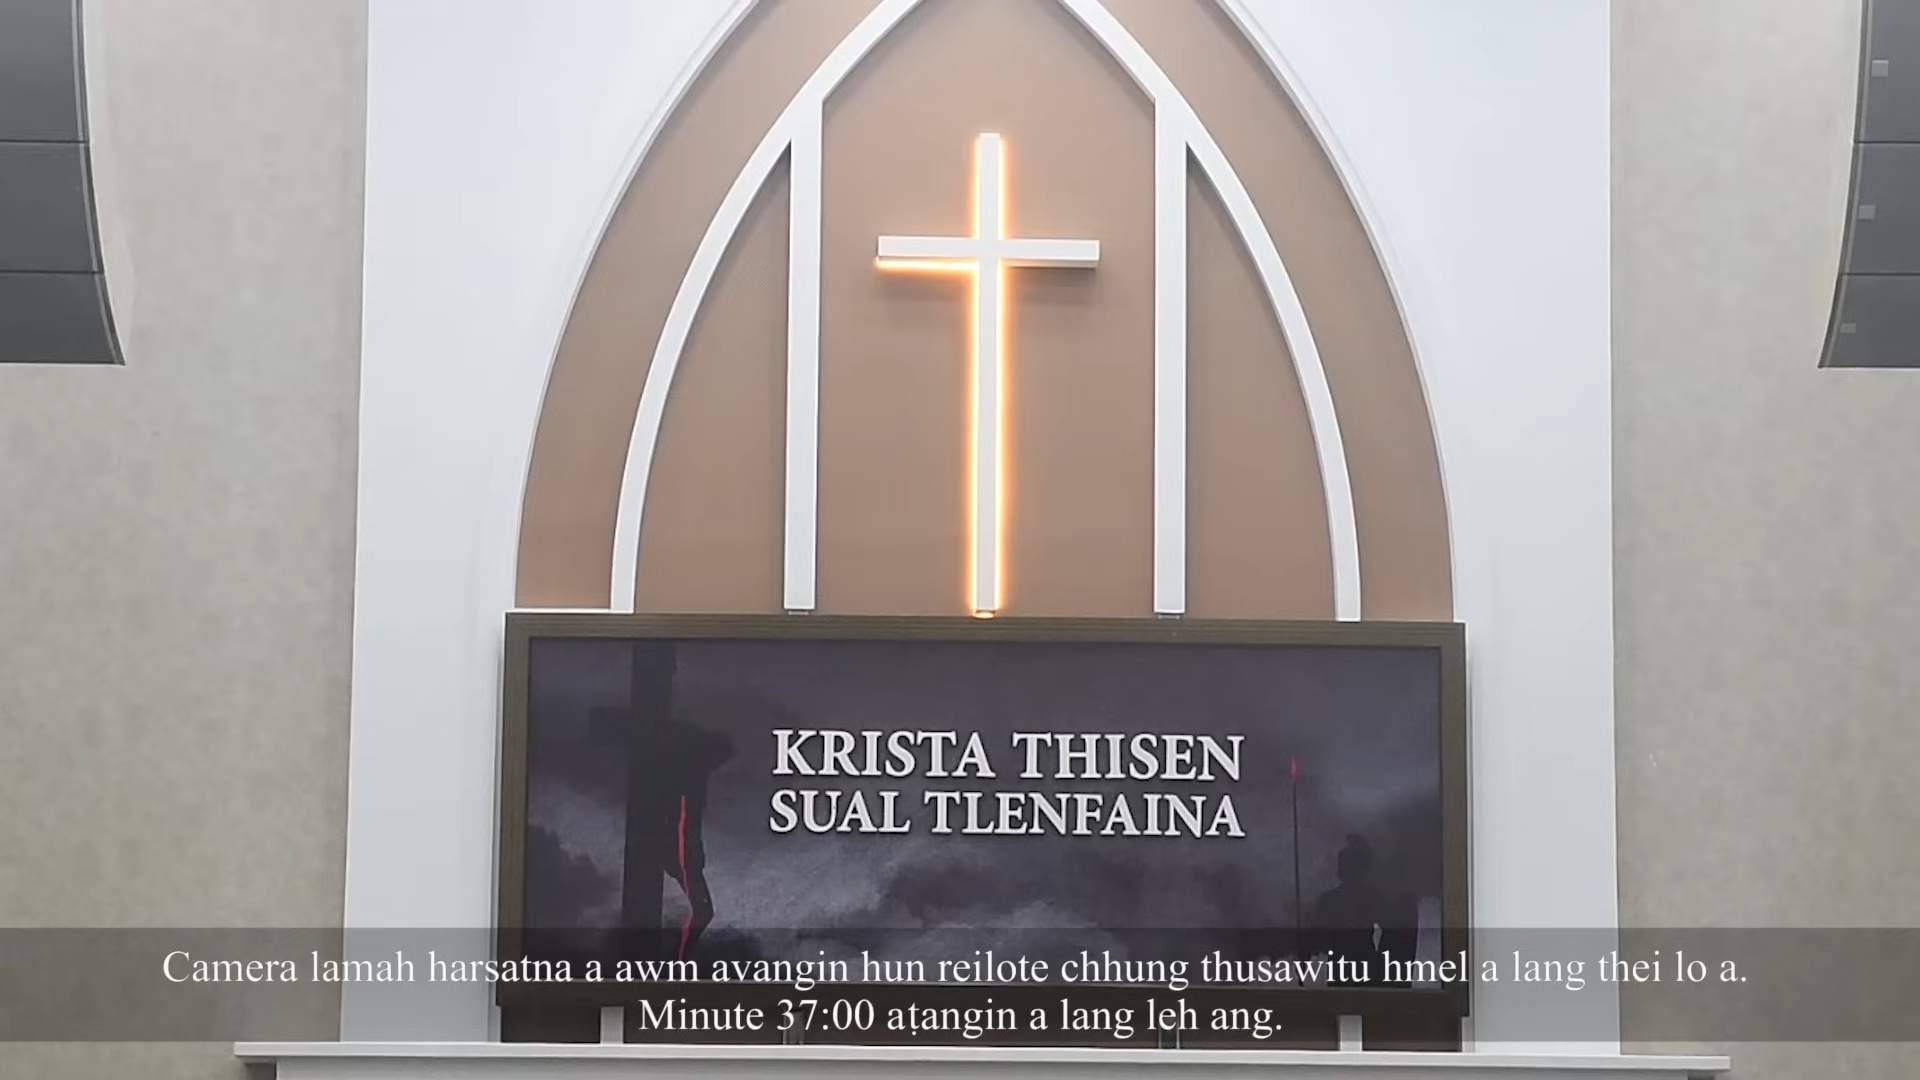 KRISTA THISEN
SUAL TLENFAINA
Camera lamah harsatna a awm avangin hun reilote chhung thusawitu hmel a lang thei lo a.
Minute 37:00 aṭangin a lang leh ang.